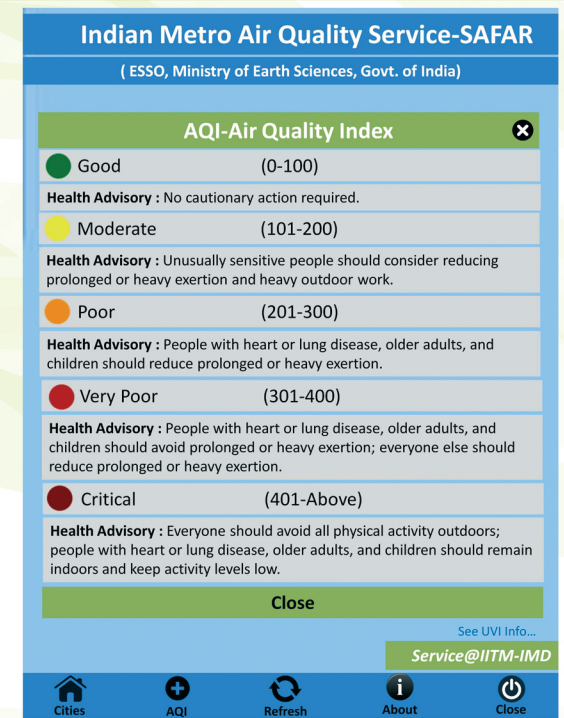 Indian Metro Air Quality Service-SAFAR
( ESSO, Ministry of Earth Sciences, Govt. of India)
AQI-Air Quality Index
Good (0-100)
Health Advisory : No cautionary action required.
Moderate (101-200)
Health Advisory : Unusually sensitive people should consider reducing
prolonged or heavy exertion and heavy outdoor work.
Poor (201-300)
Health Advisory : People with heart or lung disease, older adults, and
children should reduce prolonged or heavy exertion.
Very Poor (301-400)
Health Advisory : People with heart or lung disease, older adults, and
children should avoid prolonged or heavy exertion; everyone else should
reduce prolonged or heavy exertion.
Critical (401-Above)
Health Advisory : Everyone should avoid all physical activity outdoors;
people with heart or lung disease, older adults, and children should remain
indoors and keep activity levels low.
Close
See UVI Info...
Service@IITM-IMD
Cities AQI Refresh About Close